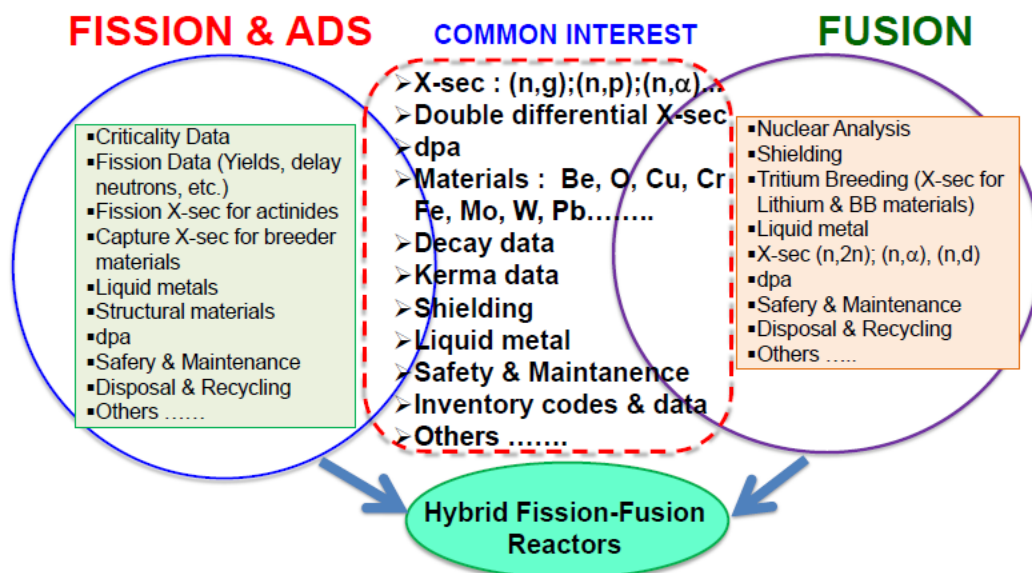 FISSION & ADS
COMMON INTEREST
FUSION
▪Criticality Data
▪Fission Data (Yields, delay
neutrons, etc.)
▪Fission X-sec for actinides
▪Capture X-sec for breeder
materials
▪Liquid metals
▪Structural materials
▪dpa
▪Safery & Maintenance
▪Disposal & Recycling
▪Others ……
➢X-sec : (n,g);(n,p);(n,α)...
➢Double differential X-sec
➢dpa
➢Materials : Be, O, Cu, Cr
Fe, Mo, W, Pb……..
➢Decay data
➢Kerma data
➢Shielding
➢Liquid metal
➢Safety & Maintanence
➢Inventory codes & data
➢Others …….
▪Nuclear Analysis
▪Shielding
▪Tritium Breeding (X-sec for
Lithium & BB materials)
▪Liquid metal
▪X-sec (n,2n); (n,α), (n,d)
▪dpa
▪Safery & Maintenance
▪Disposal & Recycling
▪Others …..
Hybrid Fission-Fusion
Reactors